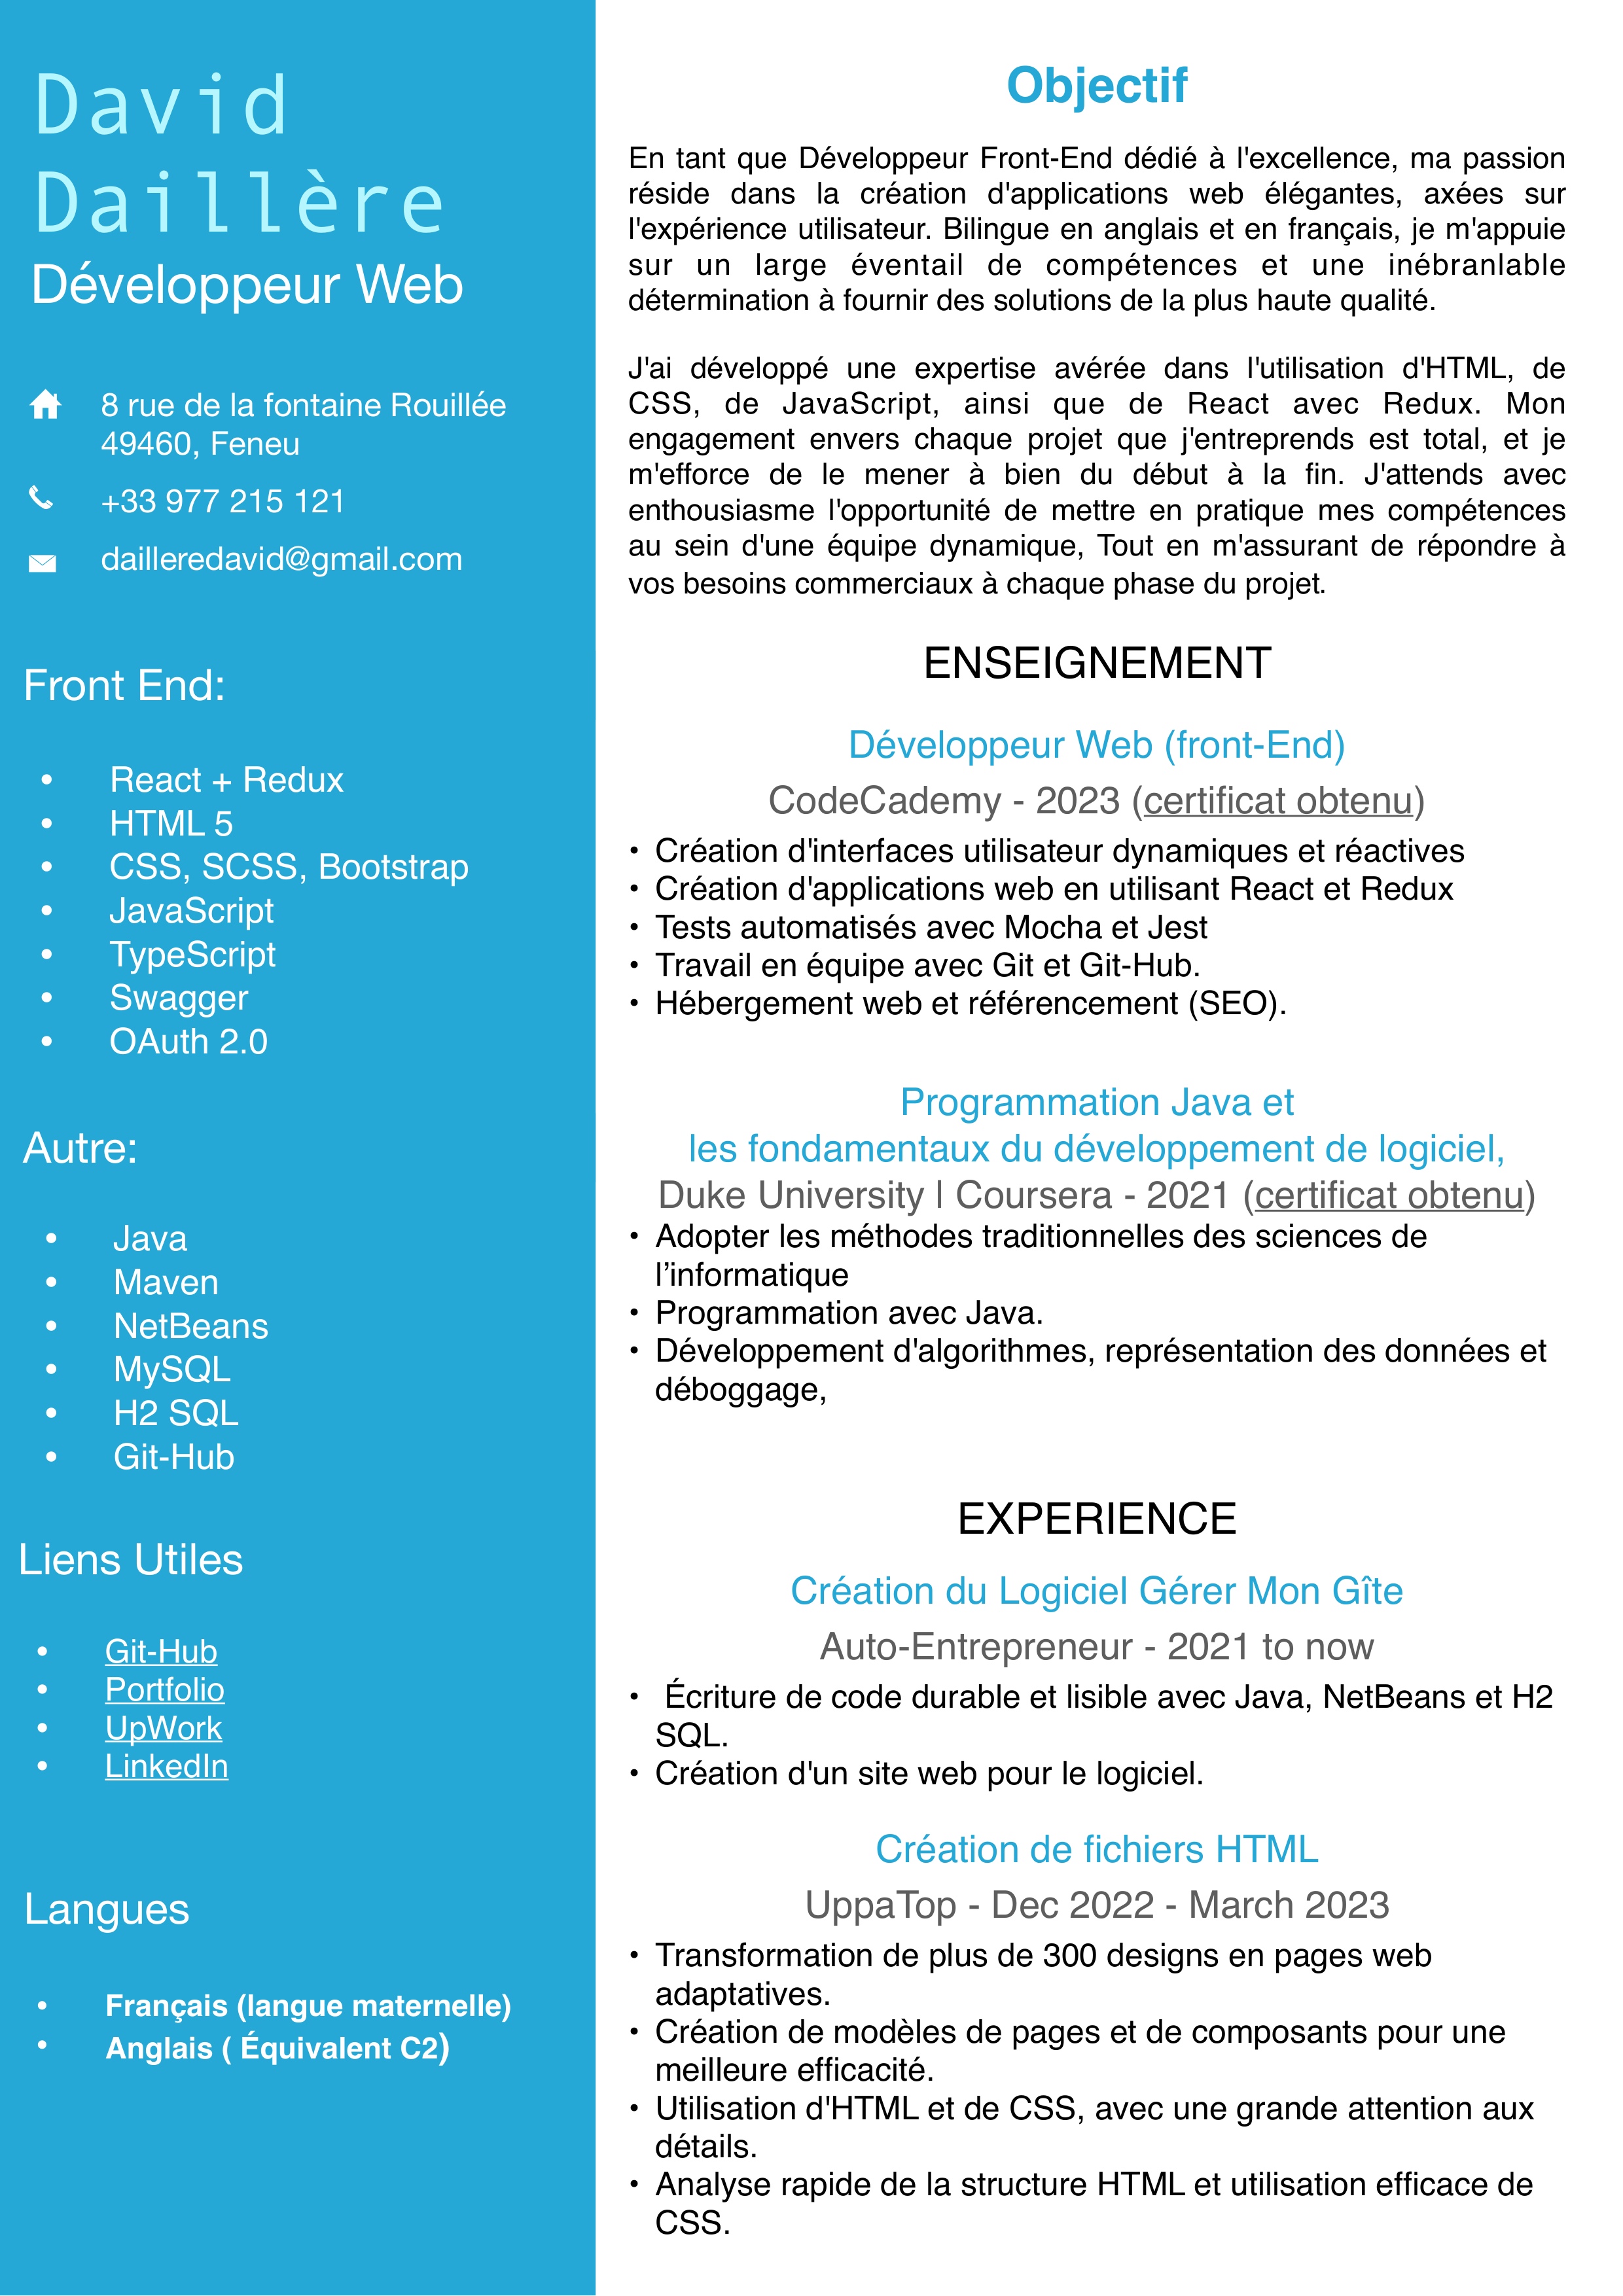 David
Daillère
Développeur Web
8 rue de la fontaine Rouillée
49460, Feneu
+33 977 215 121
dailleredavid@gmail.com
Front End:
• React + Redux
• HTML 5
• CSS, SCSS, Bootstrap
• JavaScript
• TypeScript
• Swagger
• OAuth 2.0
Autre:
• Java
• Maven
• NetBeans
• MySQL
• H2 SQL
• Git-Hub
Liens Utiles
• Git-Hub
• Portfolio
• UpWork
• LinkedIn
Langues
• Français (langue maternelle)
• Anglais ( Équivalent C2)
Objectif
En tant que Développeur Front-End dédié à l'excellence, ma passion
réside dans la création d'applications web élégantes, axées sur
l'expérience utilisateur. Bilingue en anglais et en français, je m'appuie
sur un large éventail de compétences et une inébranlable
détermination à fournir des solutions de la plus haute qualité.
J'ai développé une expertise avérée dans l'utilisation d'HTML, de
CSS, de JavaScript, ainsi que de React avec Redux. Mon
engagement envers chaque projet que j'entreprends est total, et je
m'efforce de le mener à bien du début à la fin. J'attends avec
enthousiasme l'opportunité de mettre en pratique mes compétences
au sein d'une équipe dynamique, Tout en m'assurant de répondre à
vos besoins commerciaux à chaque phase du projet.
ENSEIGNEMENT
Développeur Web (front-End)
CodeCademy - 2023 (certificat obtenu)
• Création d'interfaces utilisateur dynamiques et réactives
• Création d'applications web en utilisant React et Redux
• Tests automatisés avec Mocha et Jest
• Travail en équipe avec Git et Git-Hub.
• Hébergement web et référencement (SEO).
Programmation Java et
les fondamentaux du développement de logiciel,
Duke University | Coursera - 2021 (certificat obtenu)
• Adopter les méthodes traditionnelles des sciences de
l’informatique
• Programmation avec Java.
• Développement d'algorithmes, représentation des données et
déboggage,
EXPERIENCE
Création du Logiciel Gérer Mon Gîte
Auto-Entrepreneur - 2021 to now
• Écriture de code durable et lisible avec Java, NetBeans et H2
SQL.
• Création d'un site web pour le logiciel.
Création de fichiers HTML
UppaTop - Dec 2022 - March 2023
• Transformation de plus de 300 designs en pages web
adaptatives.
• Création de modèles de pages et de composants pour une
meilleure efficacité.
• Utilisation d'HTML et de CSS, avec une grande attention aux
détails.
• Analyse rapide de la structure HTML et utilisation efficace de
CSS.